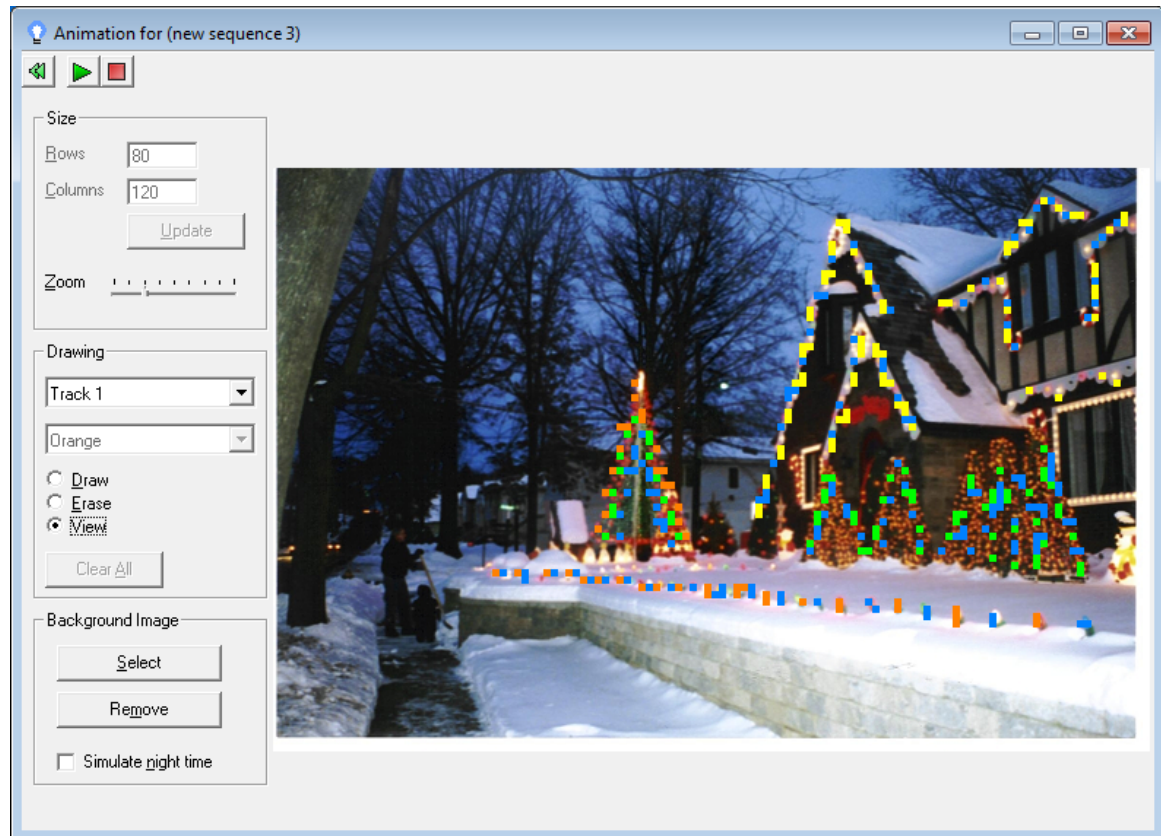 Animation for (new sequence 3)
Size
Rows 80
Columns 120
Update
Zoom
Drawing
Track 1
Orange
Draw
Erase
View
Clear All
Background Image
Select
Remove
Simulate night time